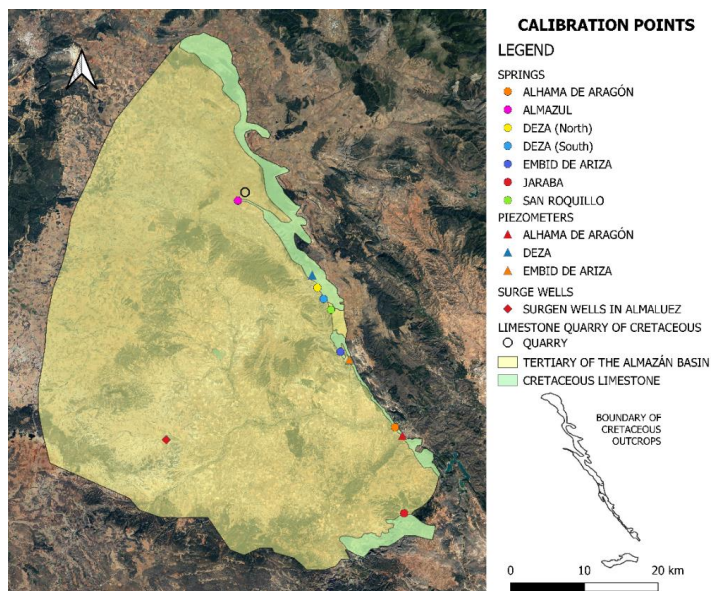 CALIBRATION POINTS
LEGEND
SPRINGS
ALHAMA DE ARAGÓN
ALMAZUL
DEZA (North)
DEZA (South)
EMBID DE ARIZA
JARABA
SAN ROQUILLO
PIEZOMETERS
ALHAMA DE ARAGÓN
DEZA
EMBID DE ARIZA
SURGE WELLS
SURGEN WELLS IN ALMALUEZ
LIMESTONE QUARRY OF CRETACEOUS
QUARRY
TERTIARY OF THE ALMAZÁN BASIN
CRETACEOUS LIMESTONE
BOUNDARY OF
CRETACEOUS
OUTCROPS
0 10 20 km